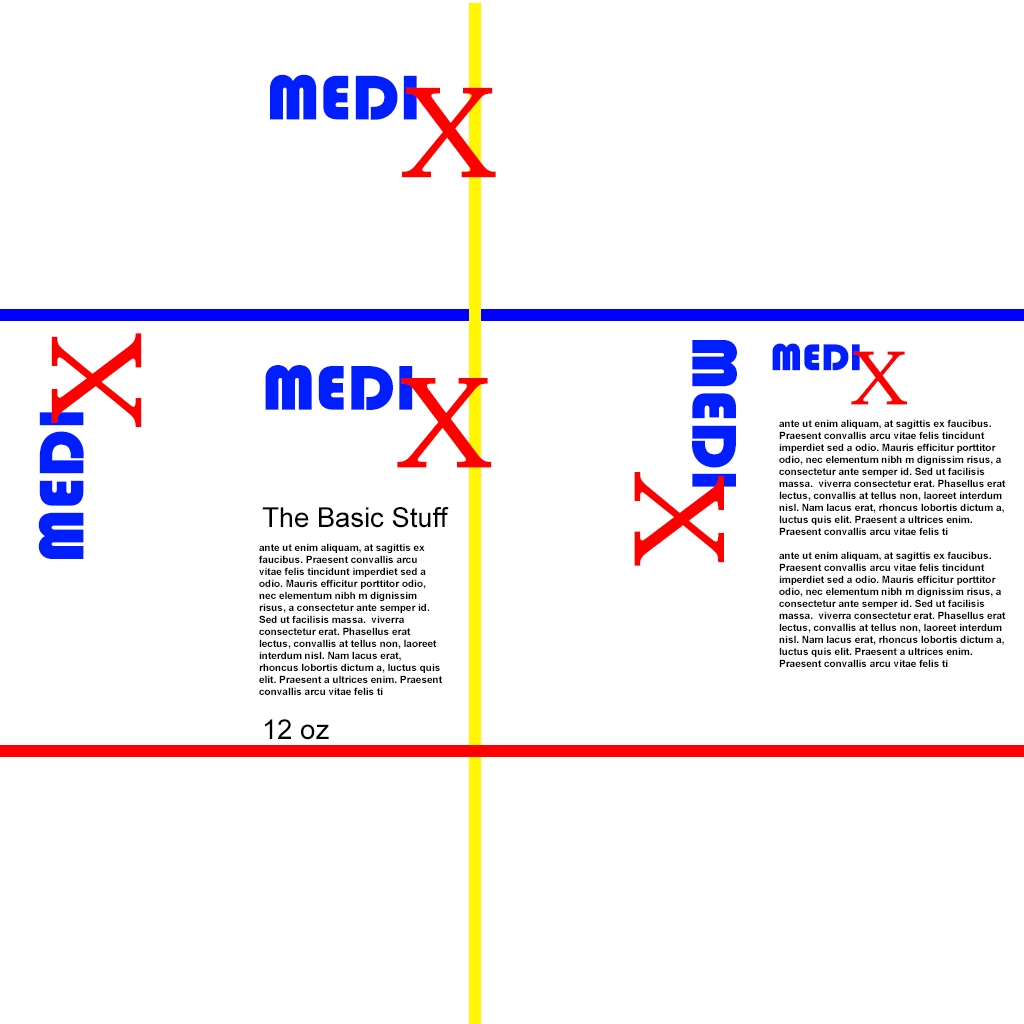 MEDIX
MEDIX
MEDIX
The Basic Stuff
ante ut enim aliquam, at sagittis ex
faucibus. Praesent convallis arcu
vitae felis tincidunt imperdiet sed a
odio. Mauris efficitur porttitor odio,
nec elementum nibh m dignissim
risus, a consectetur ante semper id.
Sed ut facilisis massa.  viverra
consectetur erat. Phasellus erat
lectus, convallis at tellus non, laoreet
interdum nisl. Nam lacus erat,
rhoncus lobortis dictum a, luctus quis
elit. Praesent a ultrices enim. Praesent
convallis arcu vitae felis ti
12 oz
MEDIX
MEDIX
ante ut enim aliquam, at sagittis ex faucibus.
Praesent convallis arcu vitae felis tincidunt
imperdiet sed a odio. Mauris efficitur porttitor
odio, nec elementum nibh m dignissim risus, a
consectetur ante semper id. Sed ut facilisis
massa.  viverra consectetur erat. Phasellus erat
lectus, convallis at tellus non, laoreet interdum
nisl. Nam lacus erat, rhoncus lobortis dictum a,
luctus quis elit. Praesent a ultrices enim.
Praesent convallis arcu vitae felis ti
ante ut enim aliquam, at sagittis ex faucibus.
Praesent convallis arcu vitae felis tincidunt
imperdiet sed a odio. Mauris efficitur porttitor
odio, nec elementum nibh m dignissim risus, a
consectetur ante semper id. Sed ut facilisis
massa.  viverra consectetur erat. Phasellus erat
lectus, convallis at tellus non, laoreet interdum
nisl. Nam lacus erat, rhoncus lobortis dictum a,
luctus quis elit. Praesent a ultrices enim.
Praesent convallis arcu vitae felis ti